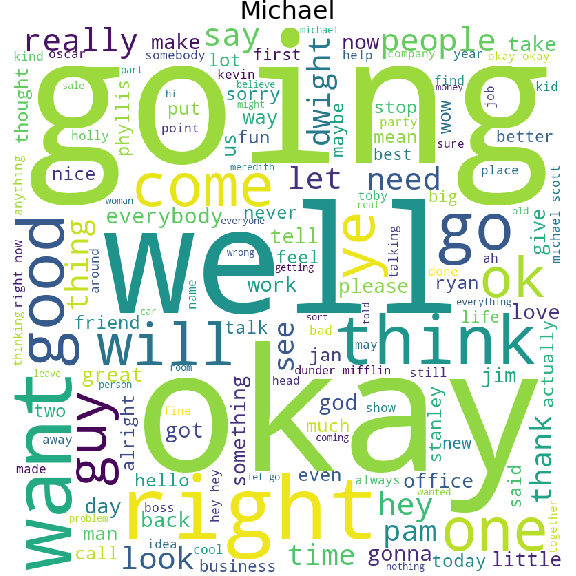 Michael
really make say people now take
kind oscar somebody lot first michael help company year okay okay
going
thought phyllis sale kevin believe part hi put sorry way us fun dwight maybe might stop mean money wow find job kid
holly point party best sure better
nice meredith place
anything come let need
woman everyone toby real big old
everybody never
well
good thing ye go give michael scott
right now around tell feel wrong getting talking ah
work please ryan done ok love
thinking name friend car talk sort told everything
will see bad may life think actually
leave great person room jan dunder mifflin still jim
want guy two alright something head god show
okay
away fine got much coming stanley new thank
made hello let go even always office said
right
hey hey hey wanted one together
day boss back pam
problem man idea cool gonna today little
call look business time nothing